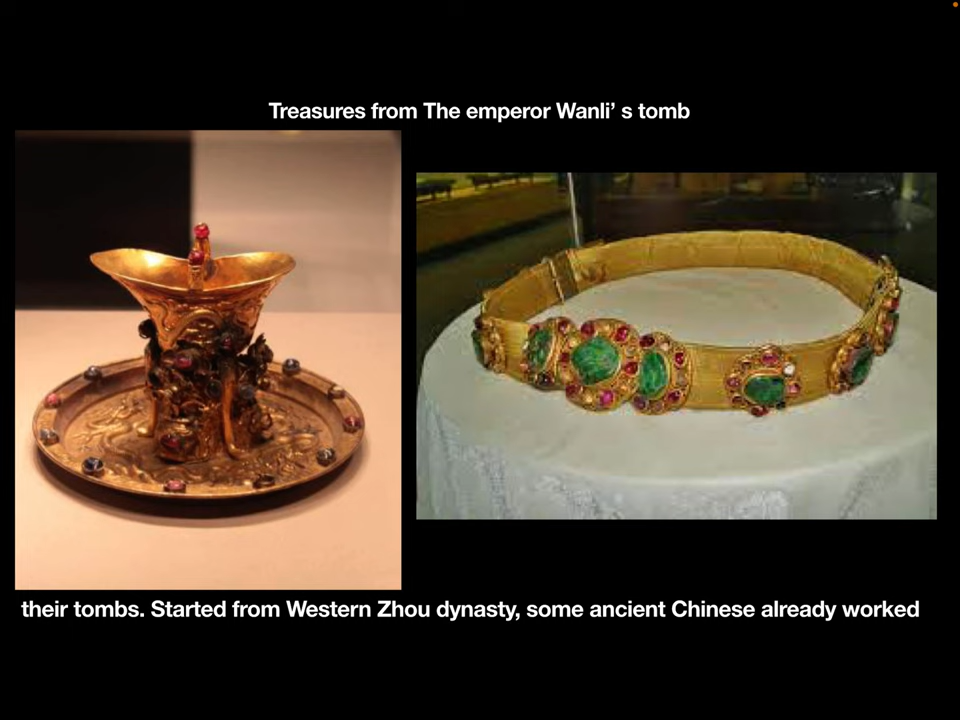 Treasures from The emperor Wanli’ s tomb
their tombs. Started from Western Zhou dynasty, some ancient Chinese already worked